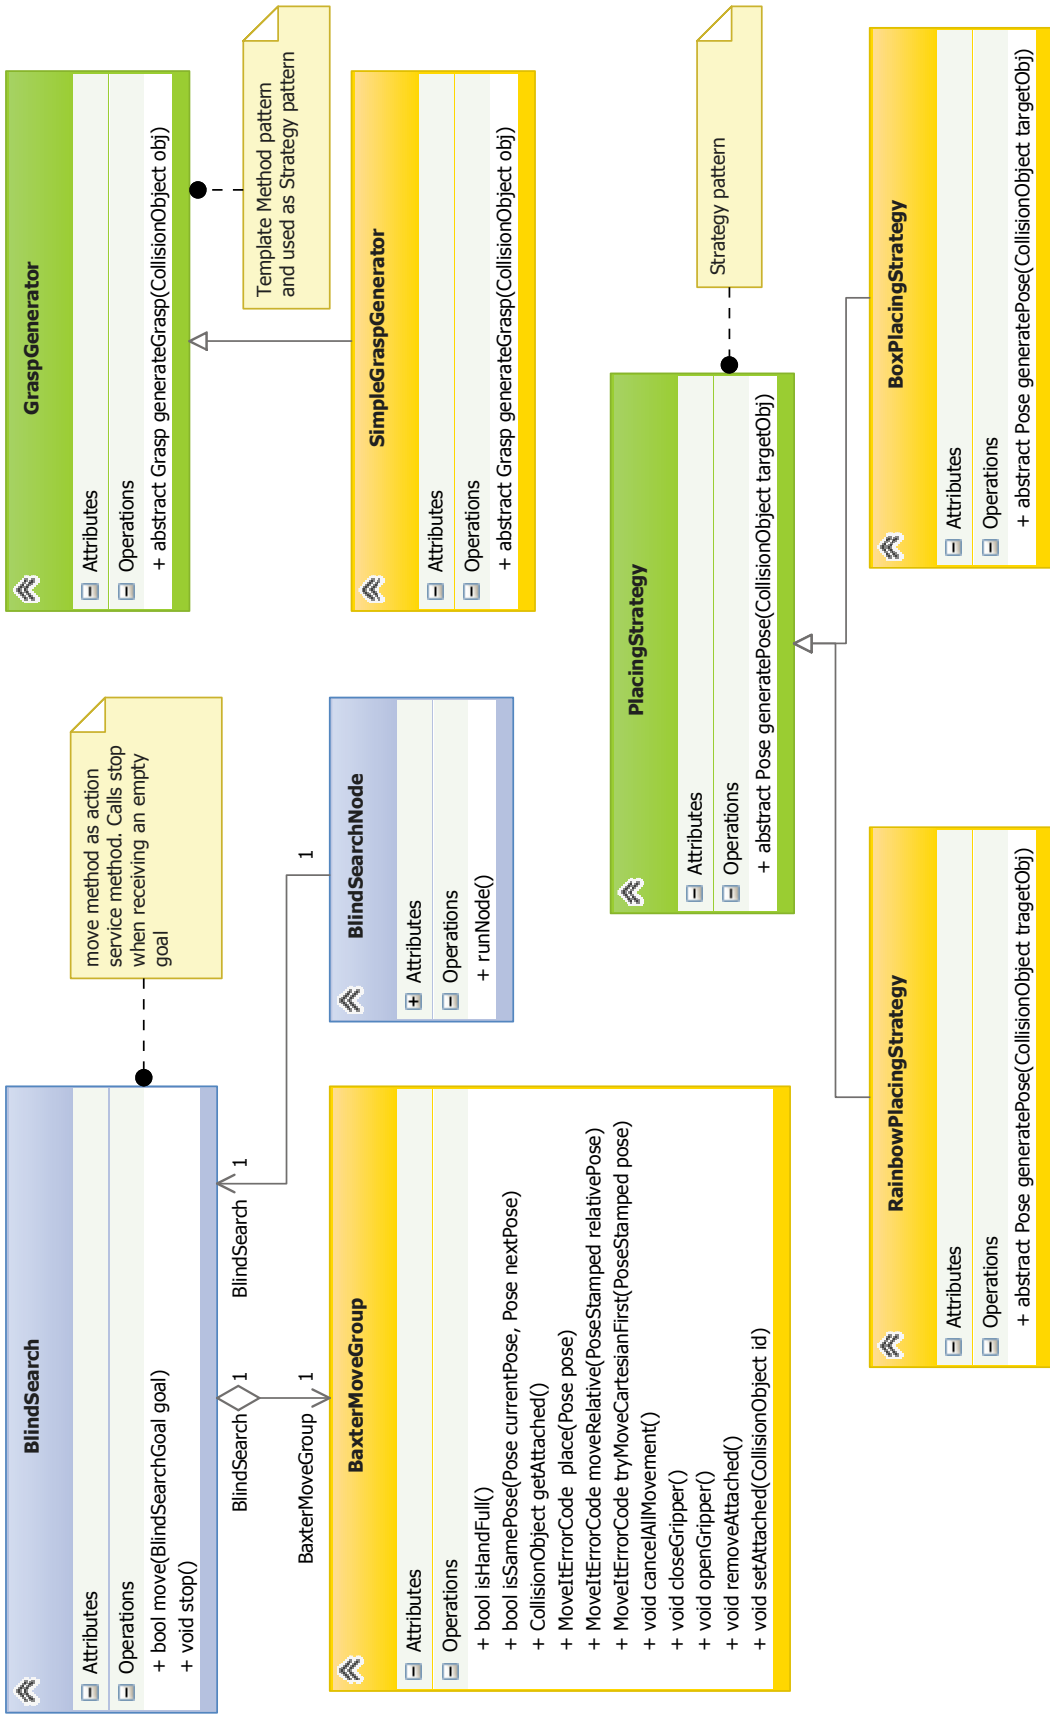 BlindSearch
Attributes
Operations
+ bool move(BlindSearchGoal goal)
+ void stop()
move method as action
service method. Calls stop
when receiving an empty
goal
GraspGenerator
Attributes
Operations
+ abstract Grasp generateGrasp(CollisionObject obj)
Template Method pattern
and used as Strategy pattern
BlindSearch 1
BaxterMoveGroup 1
BlindSearch 1
1
BaxterMoveGroup
Attributes
Operations
+ bool isHandFull()
+ bool isSamePose(Pose currentPose, Pose nextPose)
+ CollisionObject getAttached()
+ MoveItErrorCode  place(Pose pose)
+ MoveItErrorCode moveRelative(PoseStamped relativePose)
+ MoveItErrorCode tryMoveCartesianFirst(PoseStamped pose)
+ void cancelAllMovement()
+ void closeGripper()
+ void openGripper()
+ void removeAttached()
+ void setAttached(CollisionObject id)
BlindSearchNode
Attributes
Operations
+ runNode()
SimpleGraspGenerator
Attributes
Operations
+ abstract Grasp generateGrasp(CollisionObject obj)
PlacingStrategy
Attributes
Operations
+ abstract Pose generatePose(CollisionObject targetObj)
Strategy pattern
RainbowPlacingStrategy
Attributes
Operations
+ abstract Pose generatePose(CollisionObject tragetObj)
BoxPlacingStrategy
Attributes
Operations
+ abstract Pose generatePose(CollisionObject targetObj)